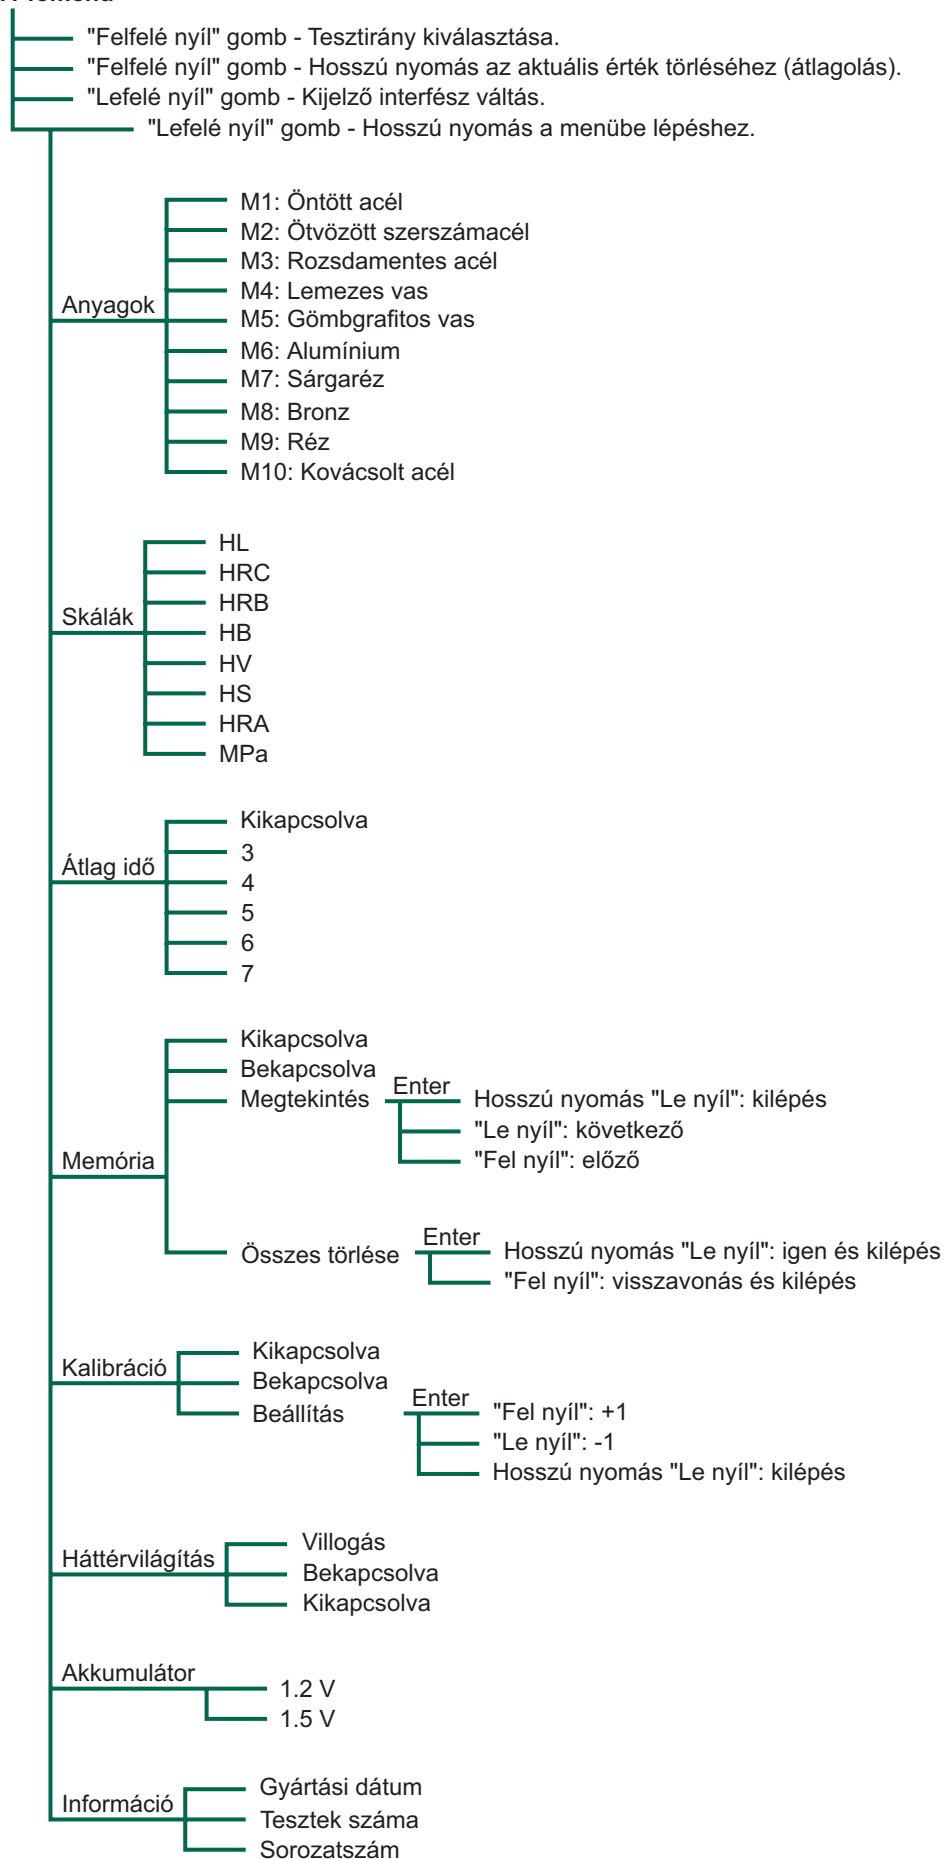 "Felfelé nyíl" gomb - Tesztirány kiválasztása.
"Felfelé nyíl" gomb - Hosszú nyomás az aktuális érték törléséhez (átlagolás).
"Lefelé nyíl" gomb - Kijelző interfész váltás.
"Lefelé nyíl" gomb - Hosszú nyomás a menübe lépéshez.
Anyagok
M1: Öntött acél
M2: Ötvözött szerszámacél
M3: Rozsdamentes acél
M4: Lemezes vas
M5: Gömbgrafitos vas
M6: Alumínium
M7: Sárgaréz
M8: Bronz
M9: Réz
M10: Kovácsolt acél
Skálák
HL
HRC
HRB
HB
HV
HS
HRA
MPa
Átlag idő
Kikapcsolva
3
4
5
6
7
Memória
Kikapcsolva
Bekapcsolva
Megtekintés
Enter
Hosszú nyomás "Le nyíl": kilépés
"Le nyíl": következő
"Fel nyíl": előző
Összes törlése
Enter
Hosszú nyomás "Le nyíl": igen és kilépés
"Fel nyíl": visszavonás és kilépés
Kalibráció
Kikapcsolva
Bekapcsolva
Beállítás
Enter
"Fel nyíl": +1
"Le nyíl": -1
Hosszú nyomás "Le nyíl": kilépés
Háttérvilágítás
Villogás
Bekapcsolva
Kikapcsolva
Akkumulátor
1.2 V
1.5 V
Információ
Gyártási dátum
Tesztek száma
Sorozatszám